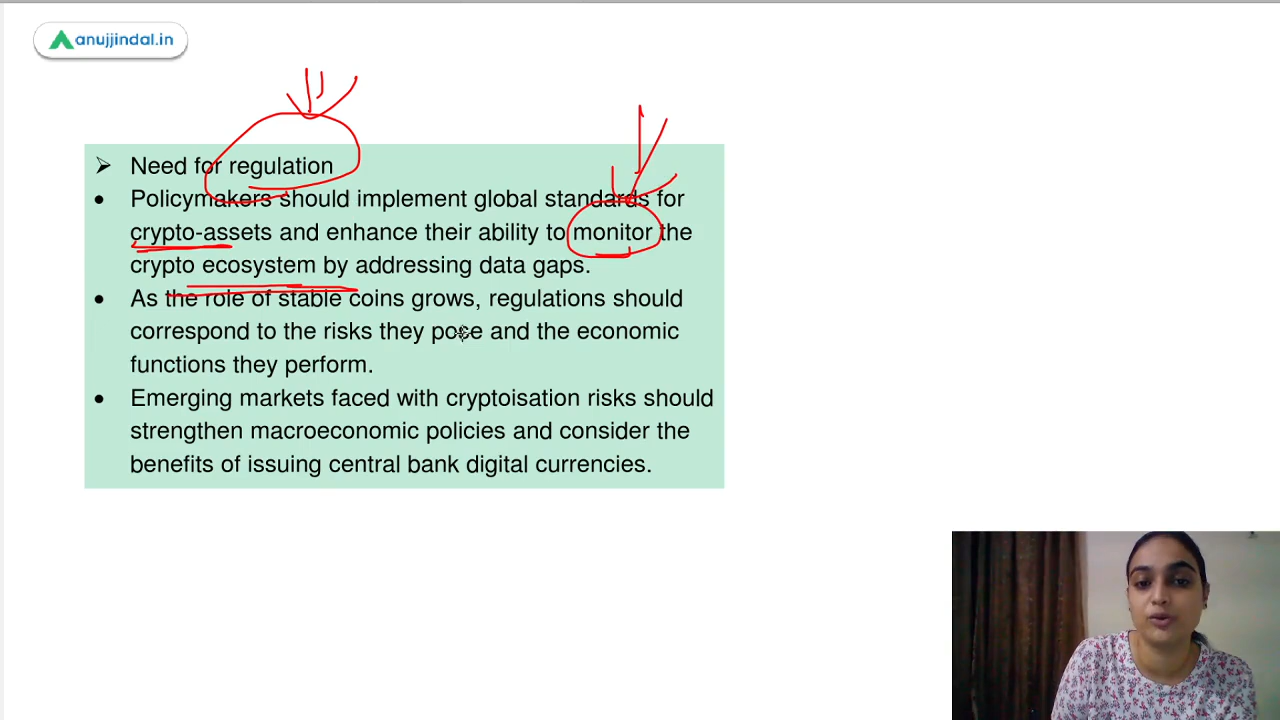 anujjindal.in
➢ Need for regulation
• Policymakers should implement global standards for
crypto-assets and enhance their ability to monitor the
crypto ecosystem by addressing data gaps.
• As the role of stable coins grows, regulations should
correspond to the risks they pose and the economic
functions they perform.
• Emerging markets faced with cryptoisation risks should
strengthen macroeconomic policies and consider the
benefits of issuing central bank digital currencies.